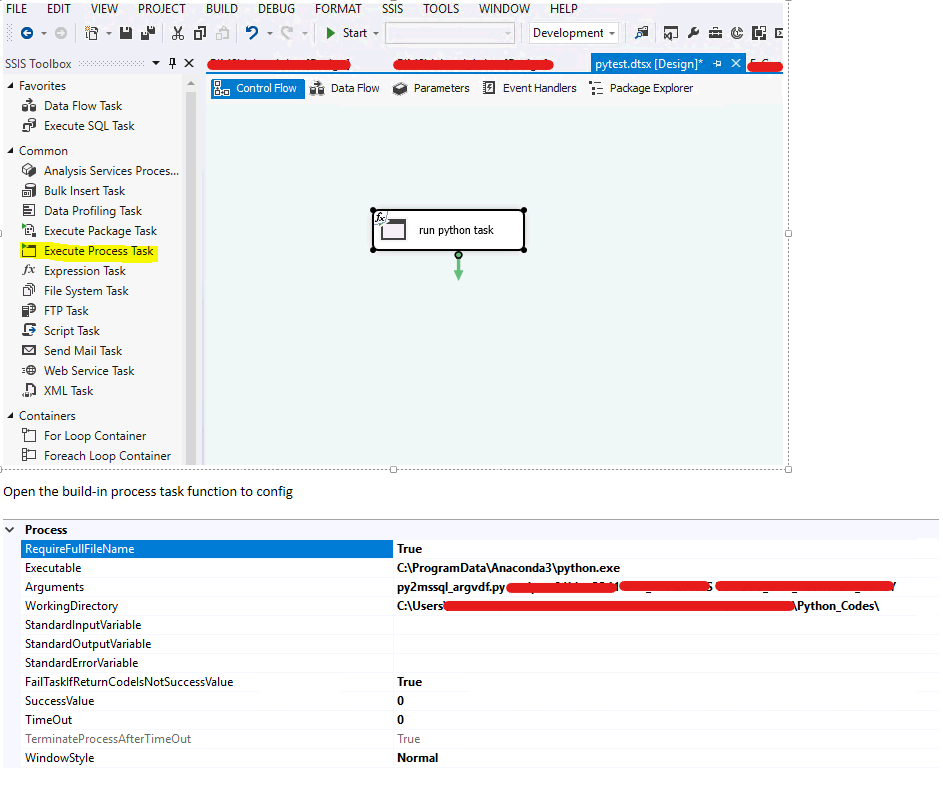 FILE EDIT VIEW PROJECT BUILD DEBUG FORMAT SSIS TOOLS WINDOW HELP
Start Development
SSIS Toolbox
pytest.dtsx [Design]*
Control Flow Data Flow Parameters Event Handlers Package Explorer
Favorites
Data Flow Task
Execute SQL Task
Common
Analysis Services Proces...
Bulk Insert Task
Data Profiling Task
Execute Package Task
Execute Process Task
fx Expression Task
File System Task
FTP Task
Script Task
Send Mail Task
Web Service Task
XML Task
Containers
For Loop Container
Foreach Loop Container
fx
run python task
Open the build-in process task function to config
Process
RequireFullFileName True
Executable C:\ProgramData\Anaconda3\python.exe
Arguments py2mssql_argvdf.py
WorkingDirectory C:\Users \Python_Codes\
StandardInputVariable
StandardOutputVariable
StandardErrorVariable
FailTaskIfReturnCodeIsNotSuccessValue True
SuccessValue 0
TimeOut 0
TerminateProcessAfterTimeOut True
WindowStyle Normal